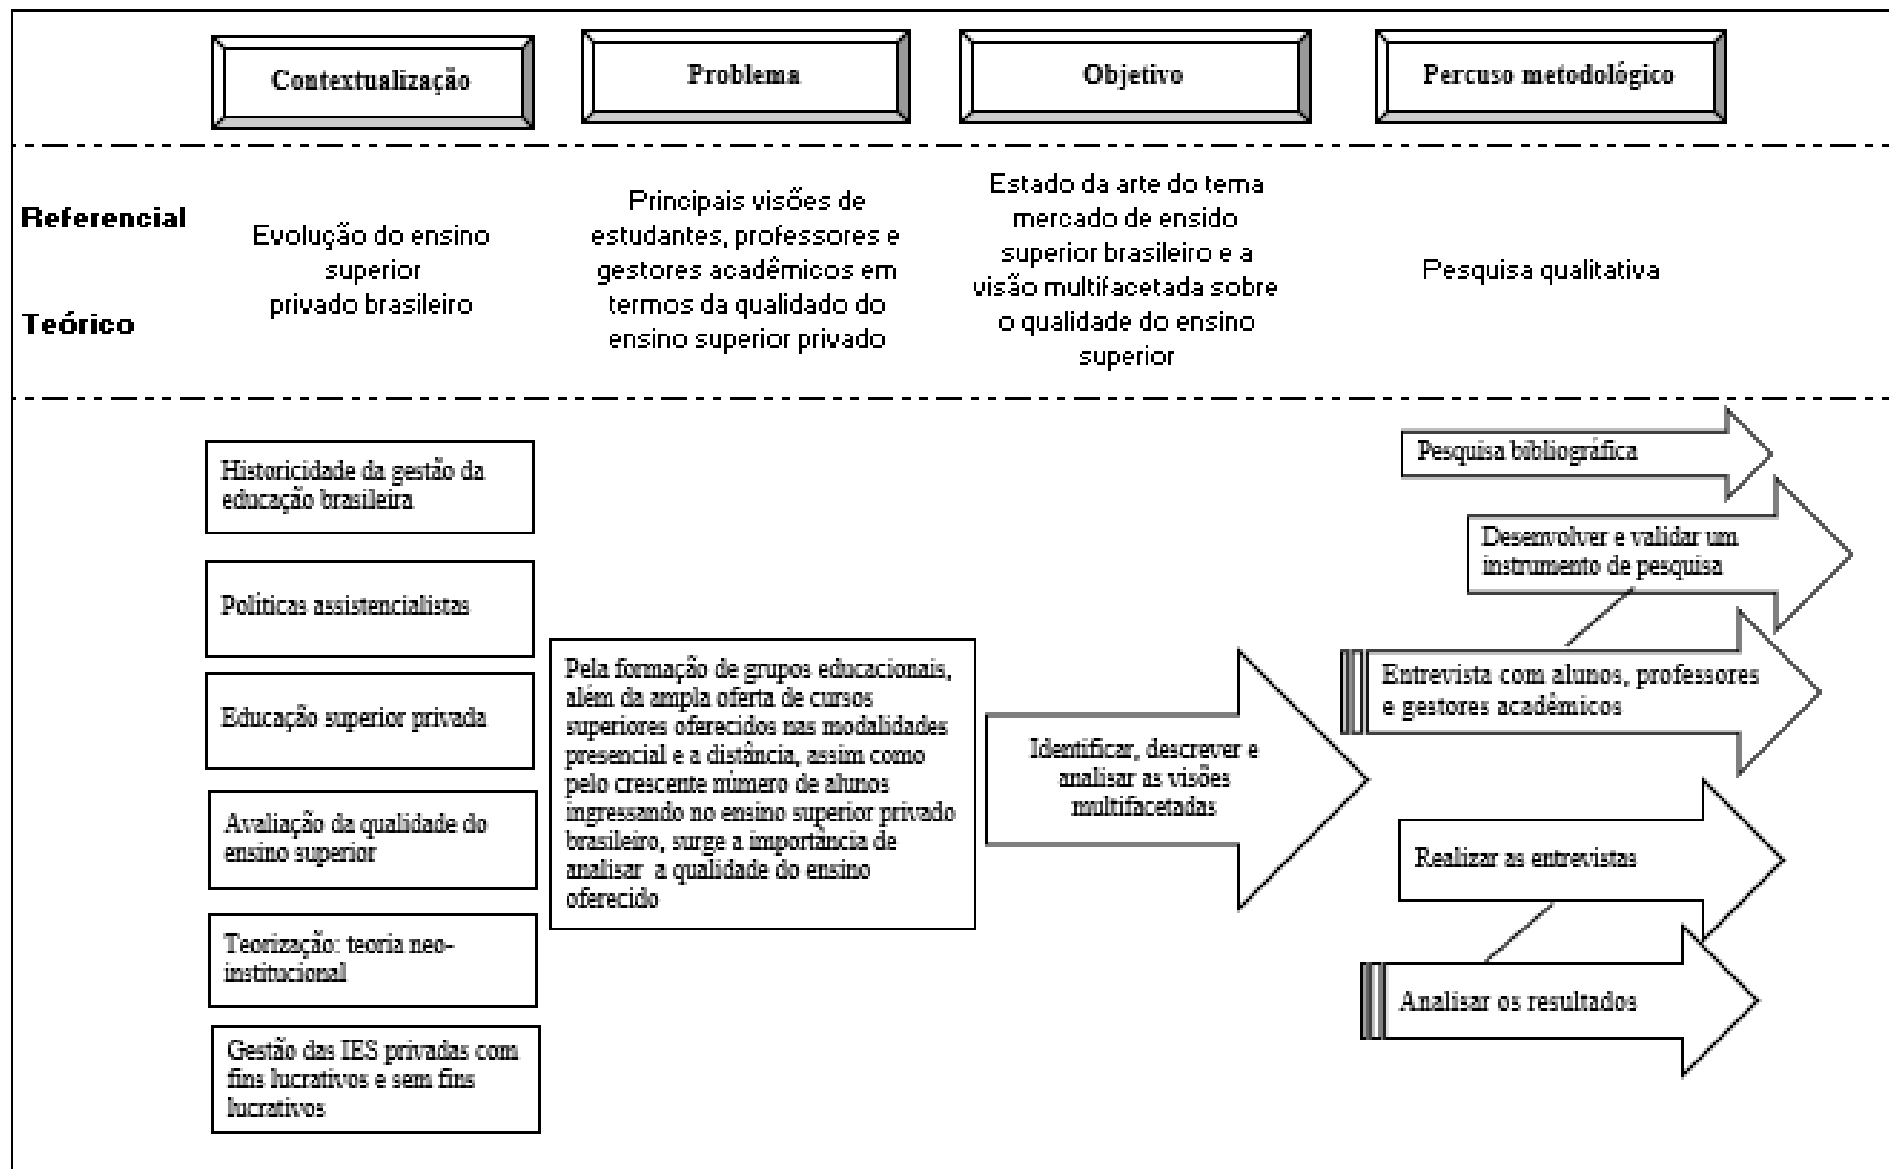 Contextualização
Problema
Objetivo
Percuso metodológico
Referencial
Teórico
Evolução do ensino
superior
privado brasileiro
Principais visões de
estudantes, professores e
gestores acadêmicos em
termos da qualidado do
ensino superior privado
Estado da arte do tema
mercado de ensido
superior brasileiro e a
visão multifacetada sobre
o qualidade do ensino
superior
Pesquisa qualitativa
Historicidade da gestão da
educação brasileira
Políticas assistencialistas
Educação superior privada
Avaliação da qualidade do
ensino superior
Teorização: teoria neo-
institucional
Gestão das IES privadas com
fins lucrativos e sem fins
lucrativos
Pela formação de grupos educacionais,
além da ampla oferta de cursos
superiores oferecidos nas modalidades
presencial e a distância, assim como
pelo crescente número de alunos
ingressando no ensino superior privado
brasileiro, surge a importância de
analisar a qualidade do ensino
oferecido
Identificar, descrever e
analisar as visões
multifacetadas
Pesquisa bibliográfica
Desenvolver e validar um
instrumento de pesquisa
Entrevista com alunos, professores
e gestores acadêmicos
Realizar as entrevistas
Analisar os resultados